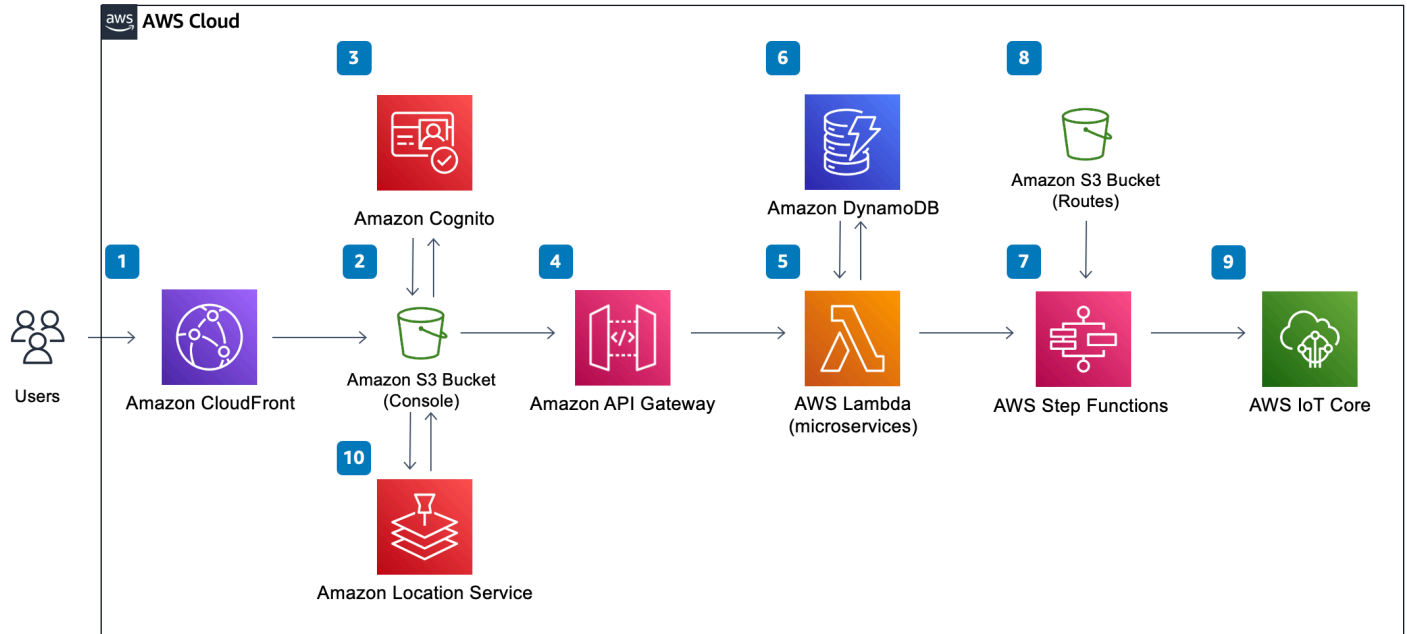 aws
AWS Cloud
3
6
8
Amazon Cognito
Amazon DynamoDB
Amazon S3 Bucket
(Routes)
1
2
4
5
7
9
Users
Amazon CloudFront
Amazon S3 Bucket
(Console)
Amazon API Gateway
AWS Lambda
(microservices)
AWS Step Functions
AWS IoT Core
10
Amazon Location Service